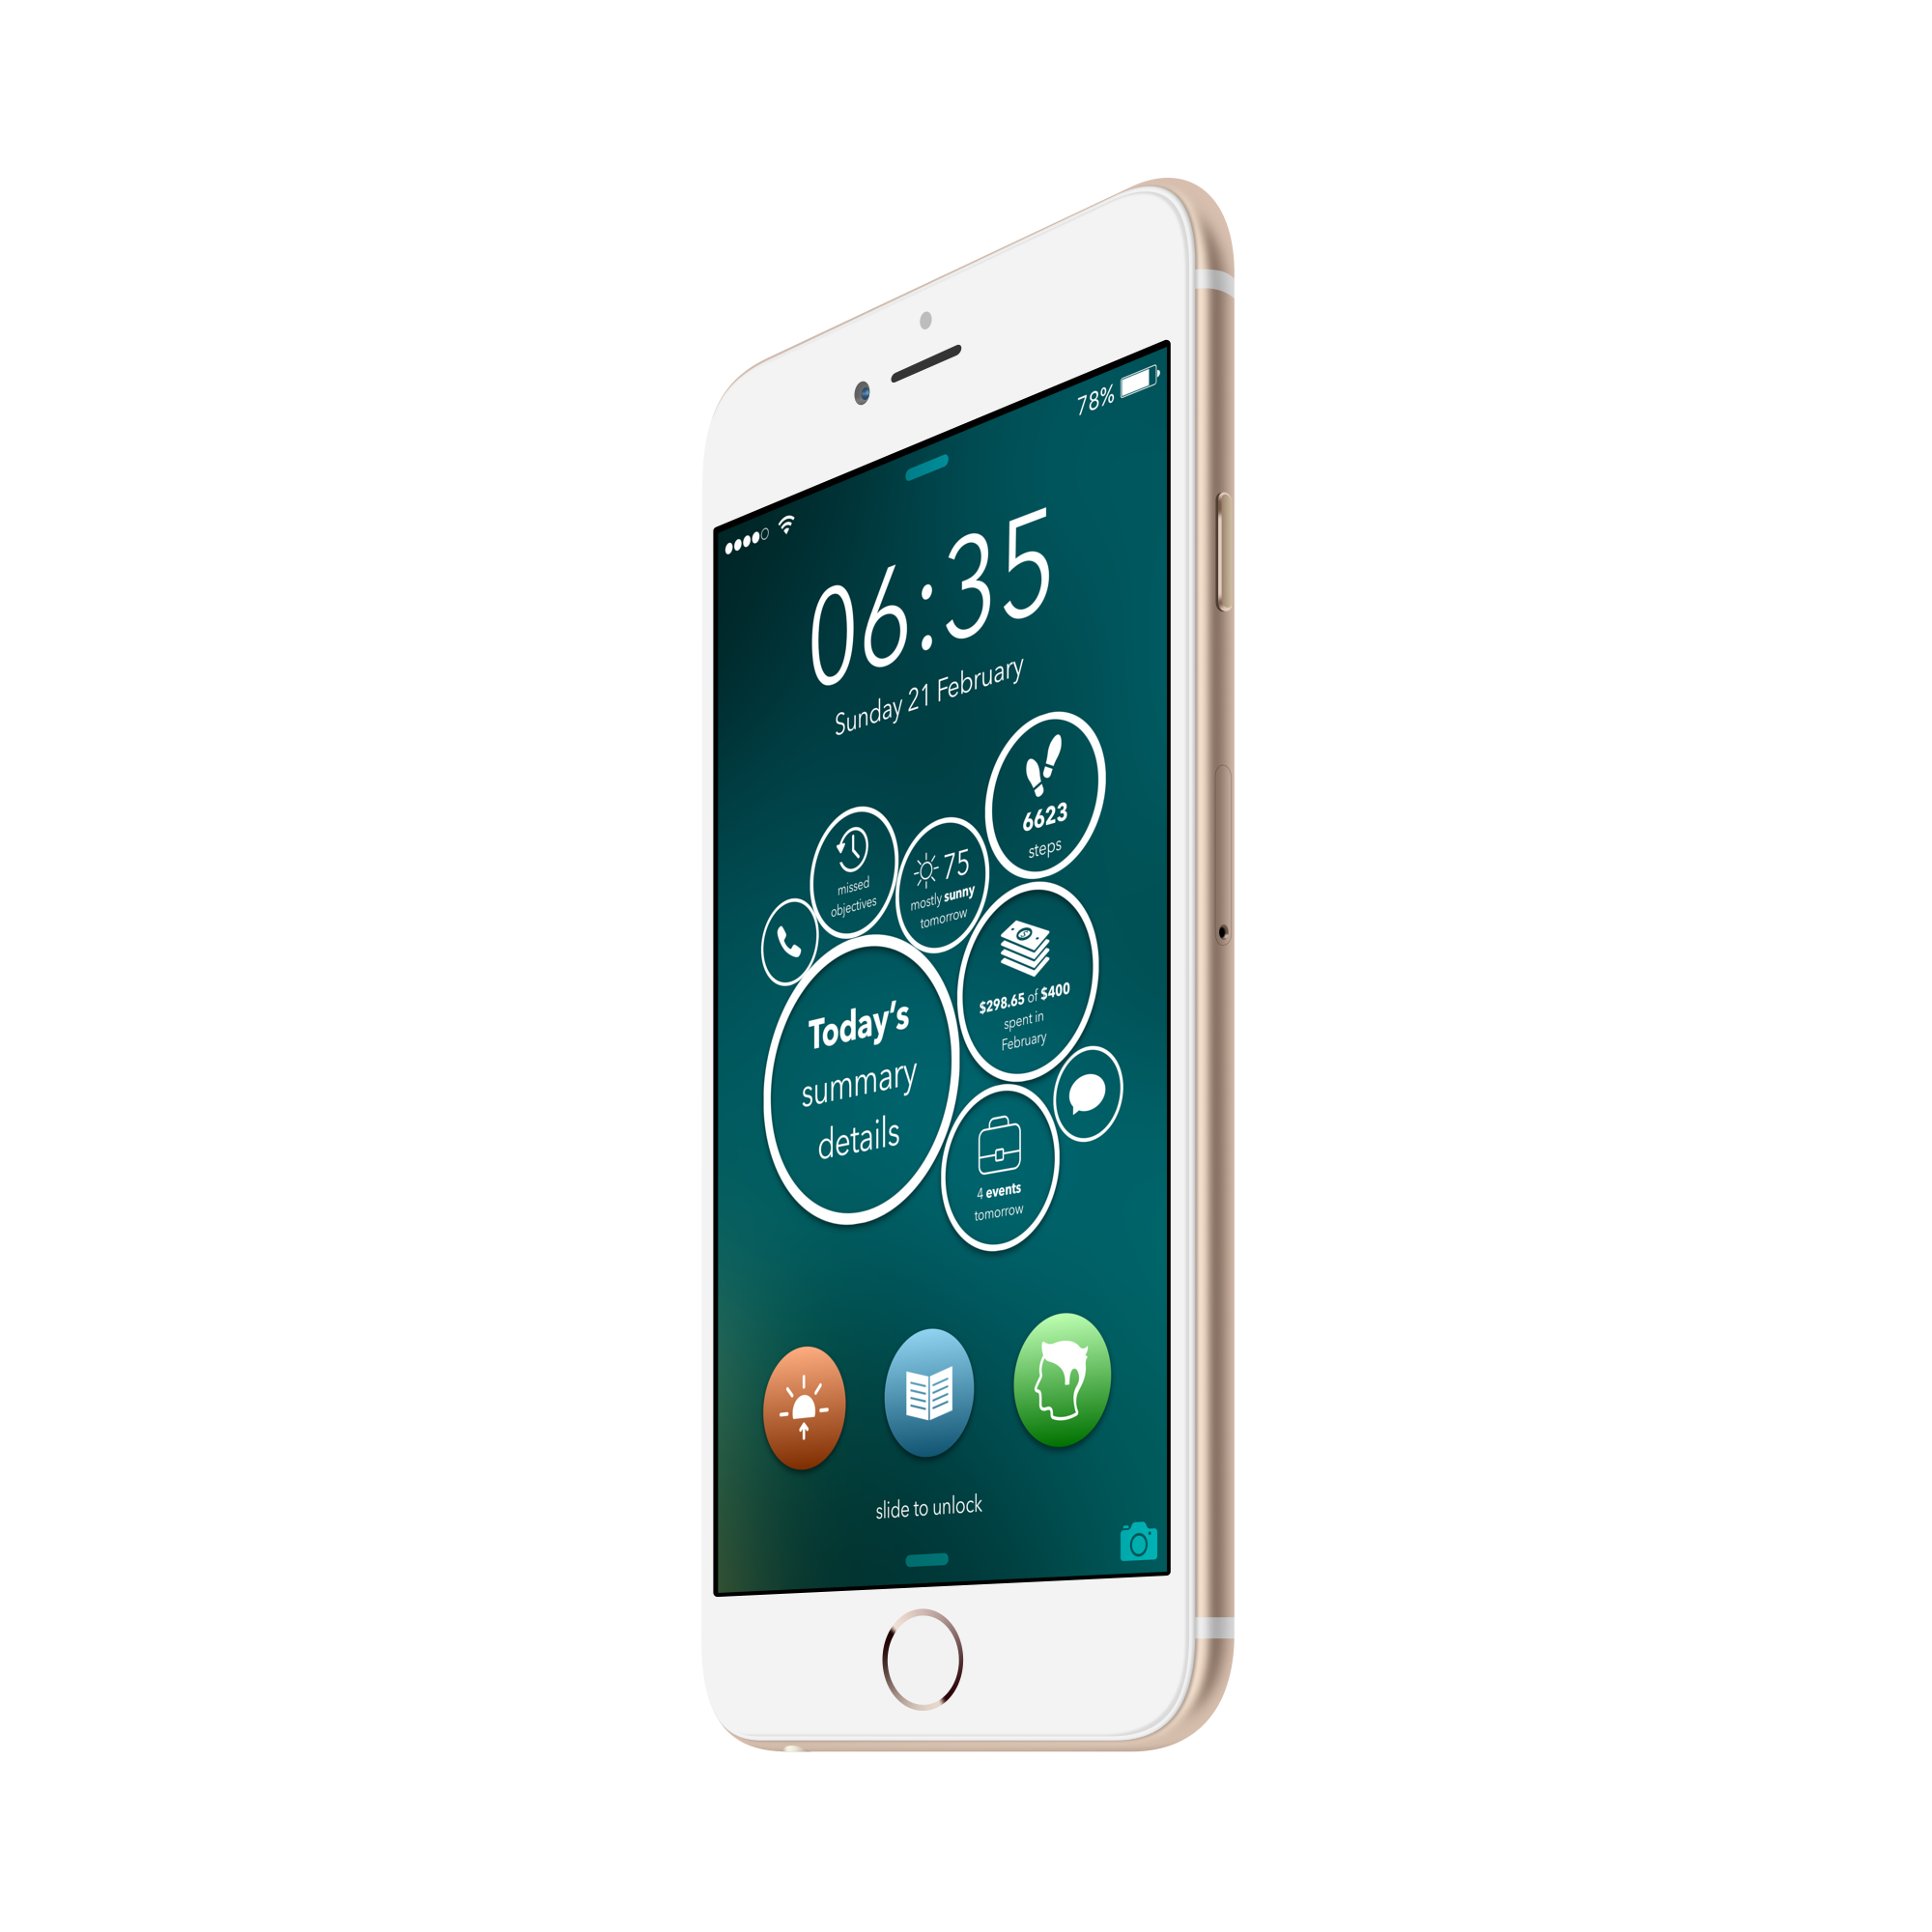 78%
06:35
Sunday 21 February
6623
steps
missed
objectives
75
mostly sunny
tomorrow
$298.65 of $400
spent in
February
Today's
summary
details
4 events
tomorrow
slide to unlock